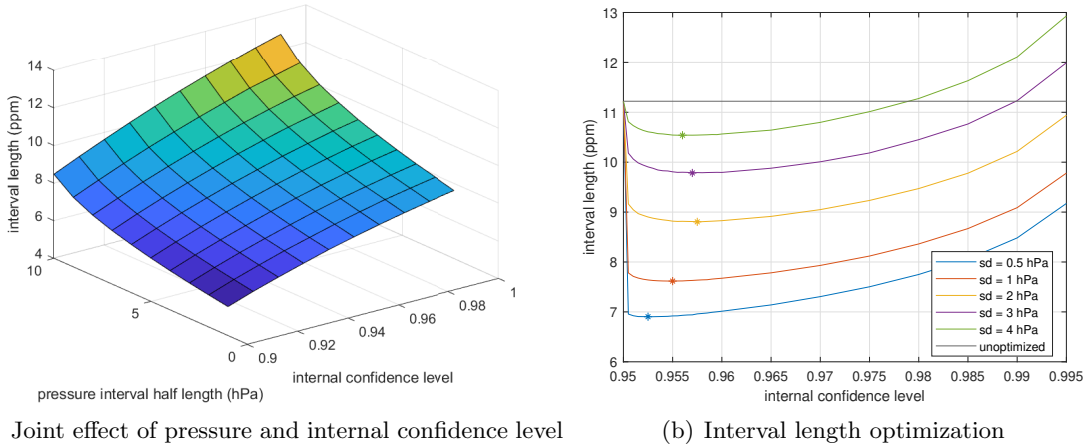 14
12
10
8
6
4
interval length (ppm)
10
5
0
pressure interval half length (hPa)
0.9
0.92
0.94
0.96
0.98
1
internal confidence level
Joint effect of pressure and internal confidence level
13
12
11
10
9
8
7
6
interval length (ppm)
0.95
0.955
0.96
0.965
0.97
0.975
0.98
0.985
0.99
0.995
internal confidence level
sd = 0.5 hPa
sd = 1 hPa
sd = 2 hPa
sd = 3 hPa
sd = 4 hPa
unoptimized
(b) Interval length optimization